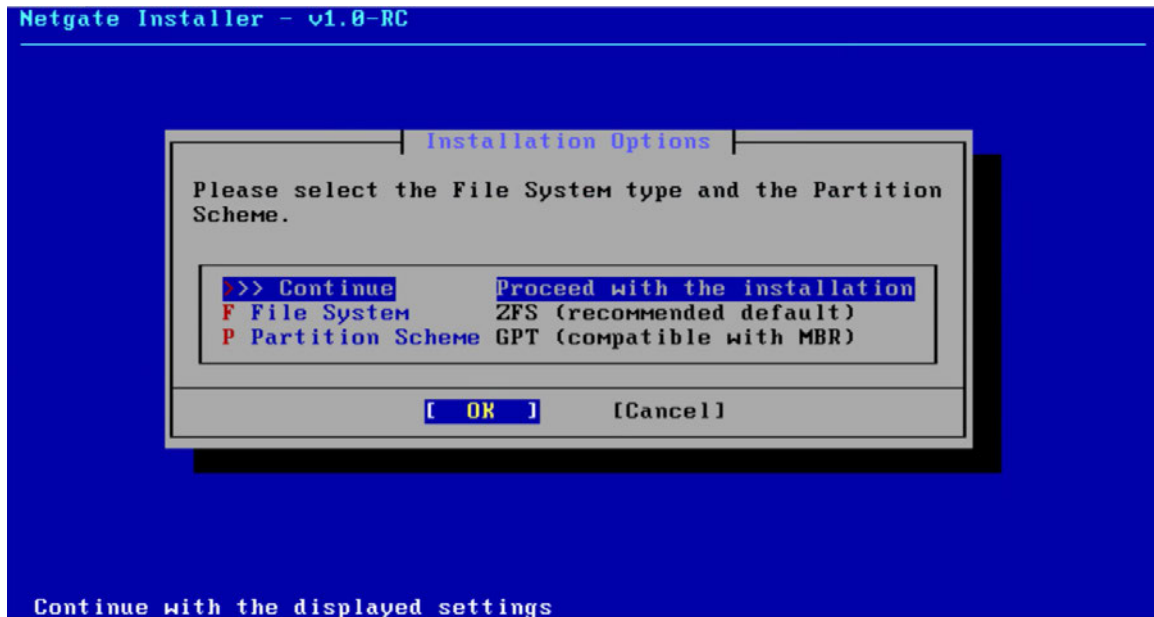 Netgate Installer - v1.0-RC
Installation Options
Please select the File System type and the Partition
Scheme.
>>> Continue Proceed with the installation
F File System ZFS (recommended default)
P Partition Scheme GPT (compatible with MBR)
[ OK ] [Cancel]
Continue with the displayed settings